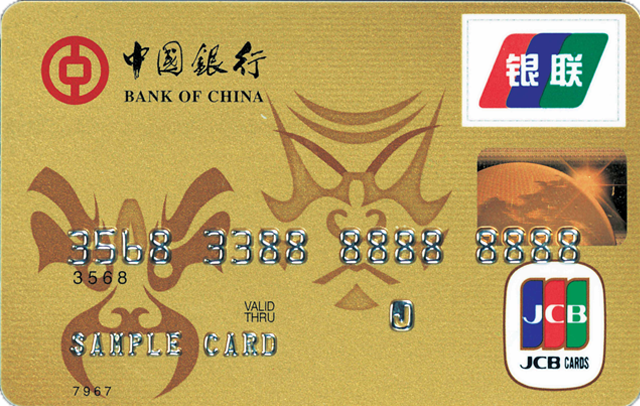 中国银行
BANK OF CHINA
银联
3568 3388 8888 8888
3568
VALID
THRU
J
SAMPLE CARD
7967
JCB
JCB CARDS